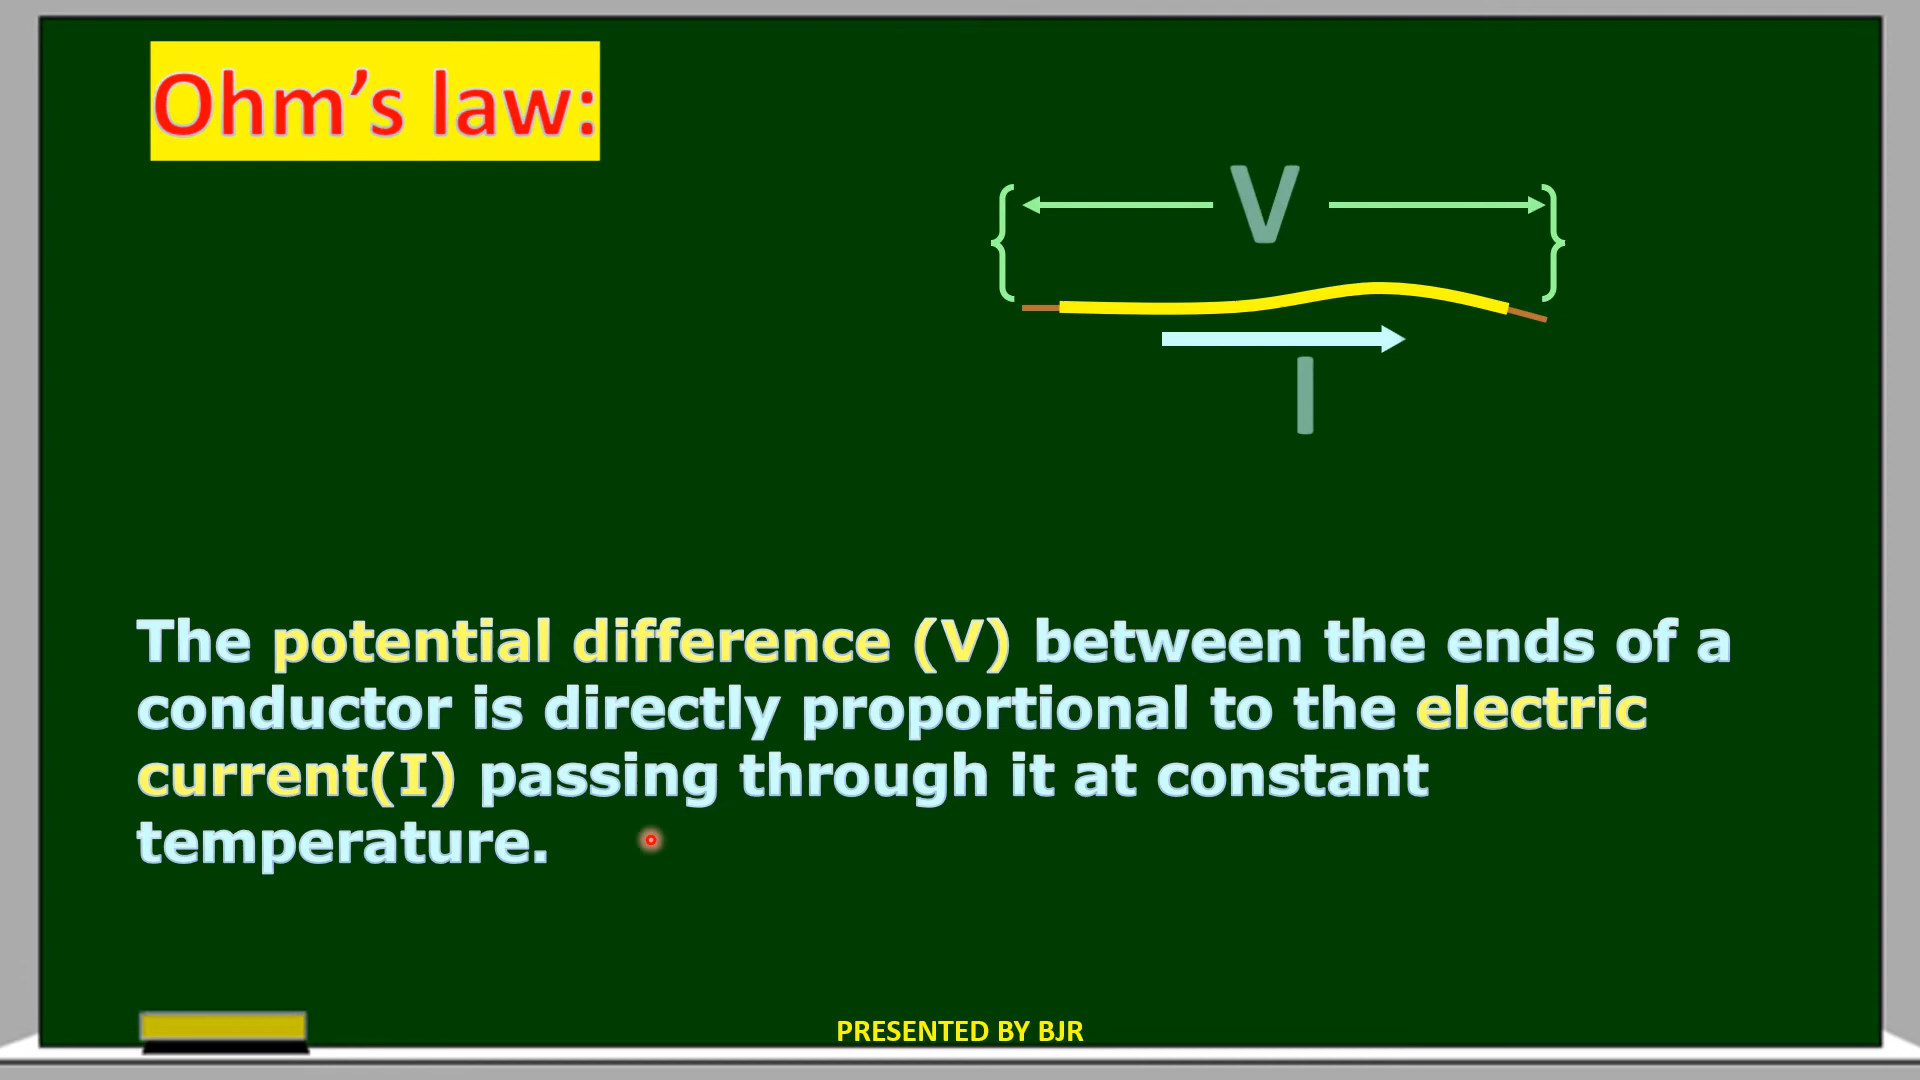 Ohm’s law:
V
I
The potential difference (V) between the ends of a
conductor is directly proportional to the electric
current(I) passing through it at constant
temperature.
PRESENTED BY BJR